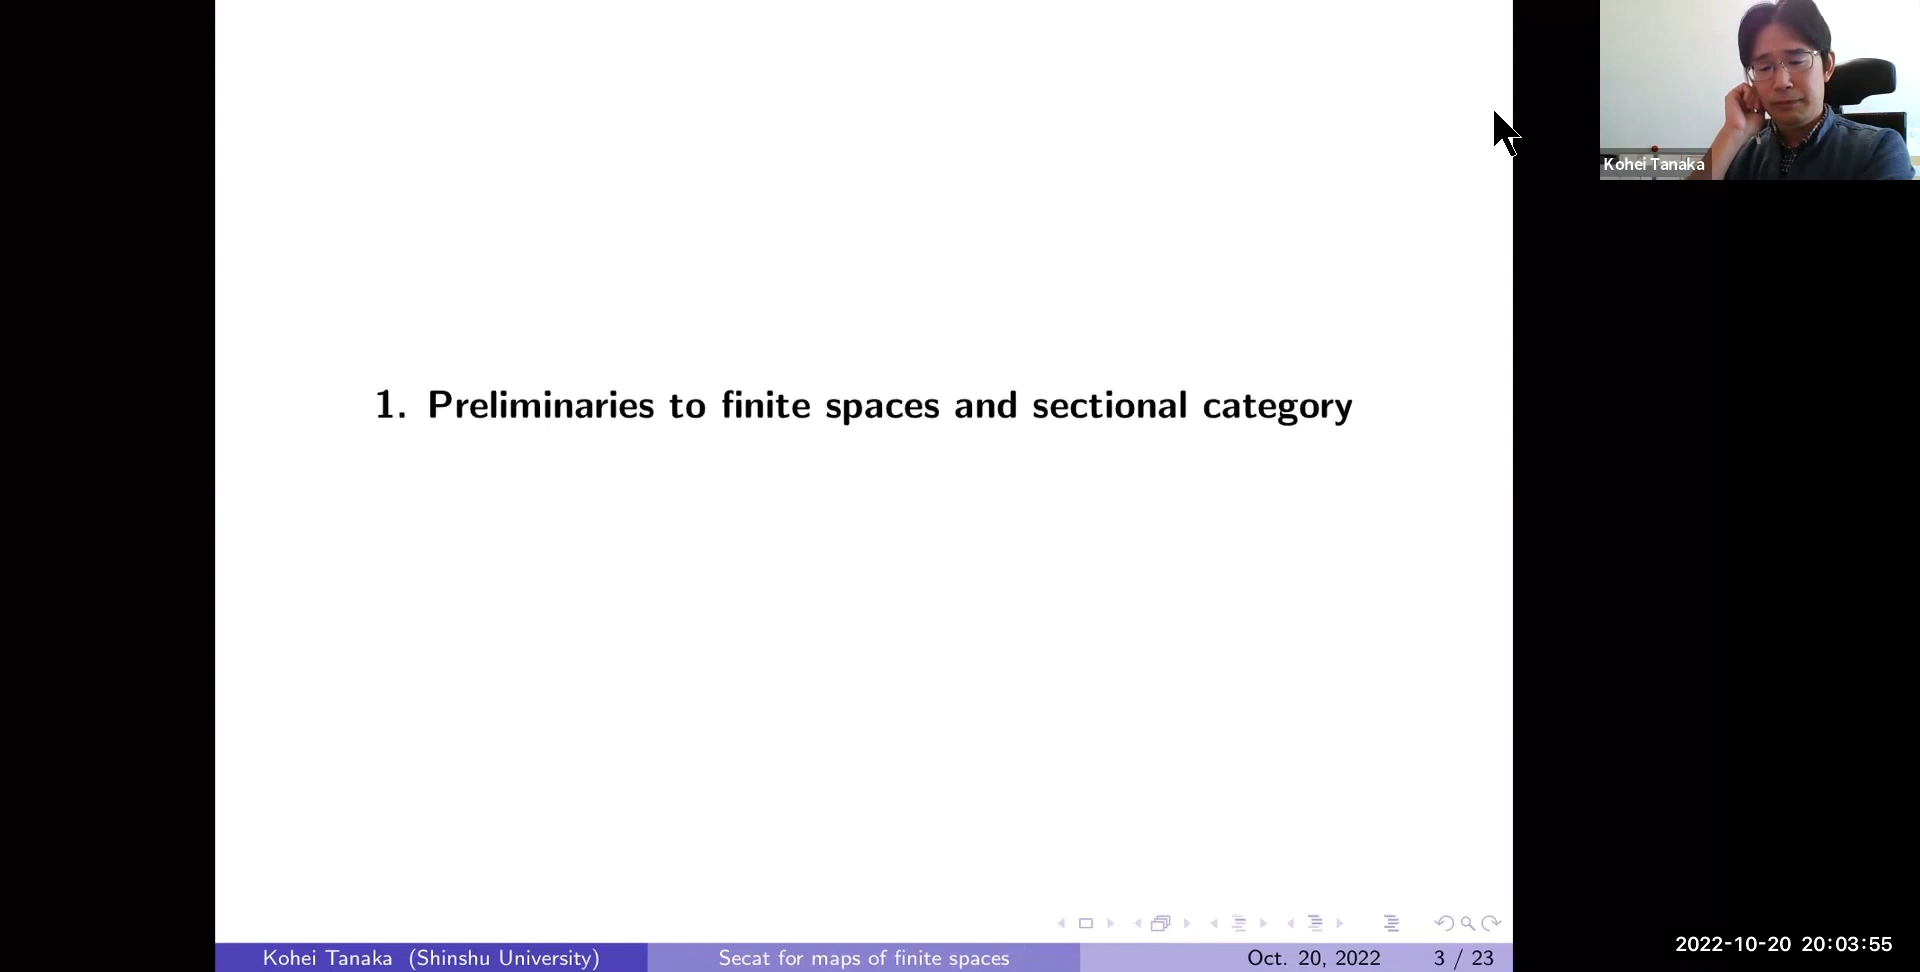 Kohei Tanaka
1. Preliminaries to finite spaces and sectional category
Kohei Tanaka (Shinshu University) Secat for maps of finite spaces Oct. 20, 2022 3 / 23
2022-10-20 20:03:55